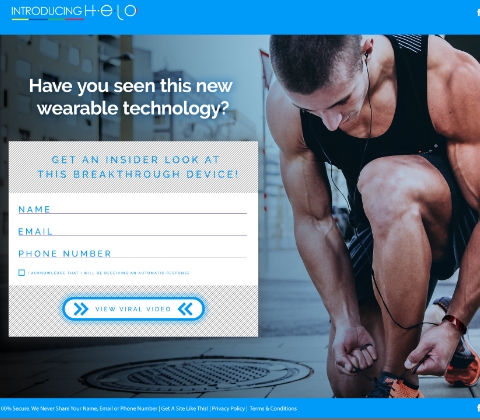 INTRODUCING Helo
Have you seen this new
wearable technology?
GET AN INSIDER LOOK AT
THIS BREAKTHROUGH DEVICE!
NAME
EMAIL
PHONE NUMBER
I ACKNOWLEDGE THAT I WILL BE RECEIVING AN AUTOMATED RESPONSE
VIEW VIRAL VIDEO
00% Secure, We Never Share Your Name, Email or Phone Number | Get A Site Like This! | Privacy Policy | Terms & Conditions